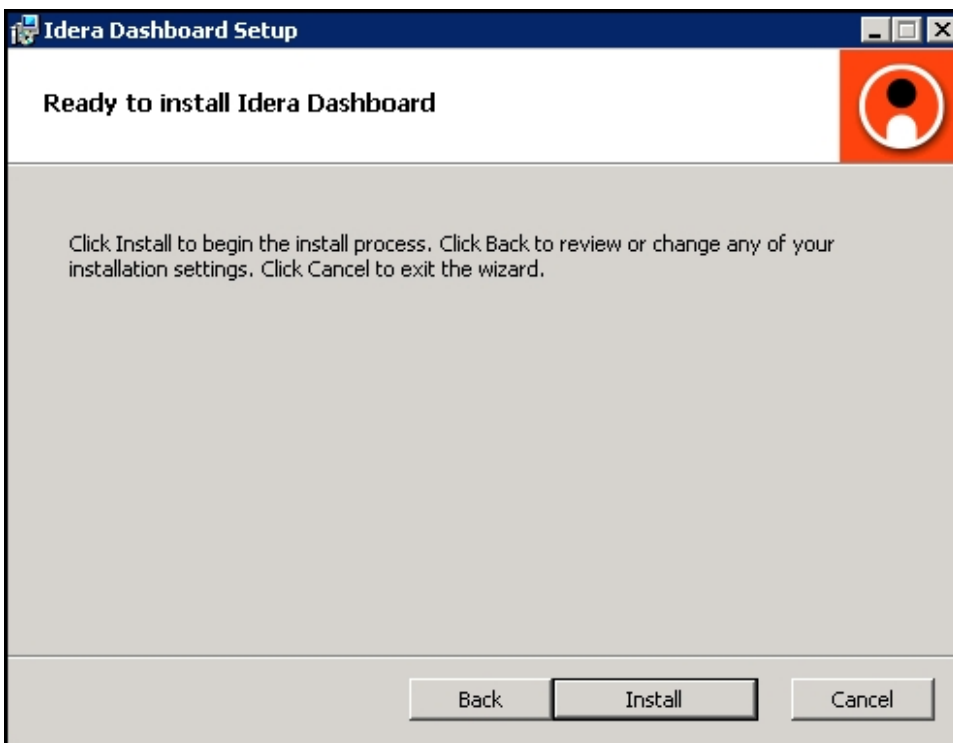 Idera Dashboard Setup
Ready to install Idera Dashboard
Click Install to begin the install process. Click Back to review or change any of your
installation settings. Click Cancel to exit the wizard.
Back Install Cancel